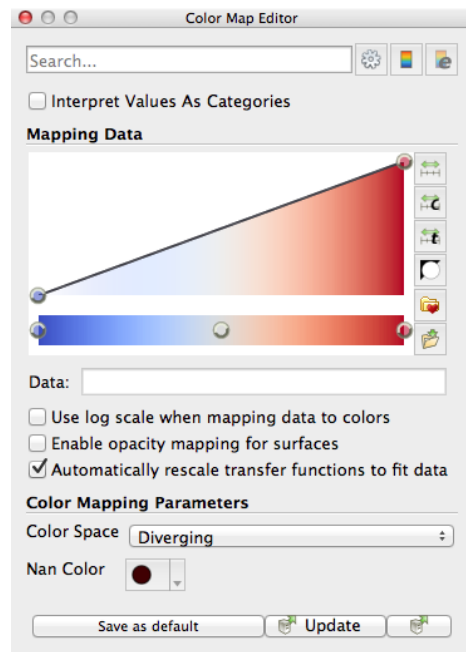 Color Map Editor
Search...
Interpret Values As Categories
Mapping Data
Data:
Use log scale when mapping data to colors
Enable opacity mapping for surfaces
Automatically rescale transfer functions to fit data
Color Mapping Parameters
Color Space Diverging
Nan Color
Save as default Update